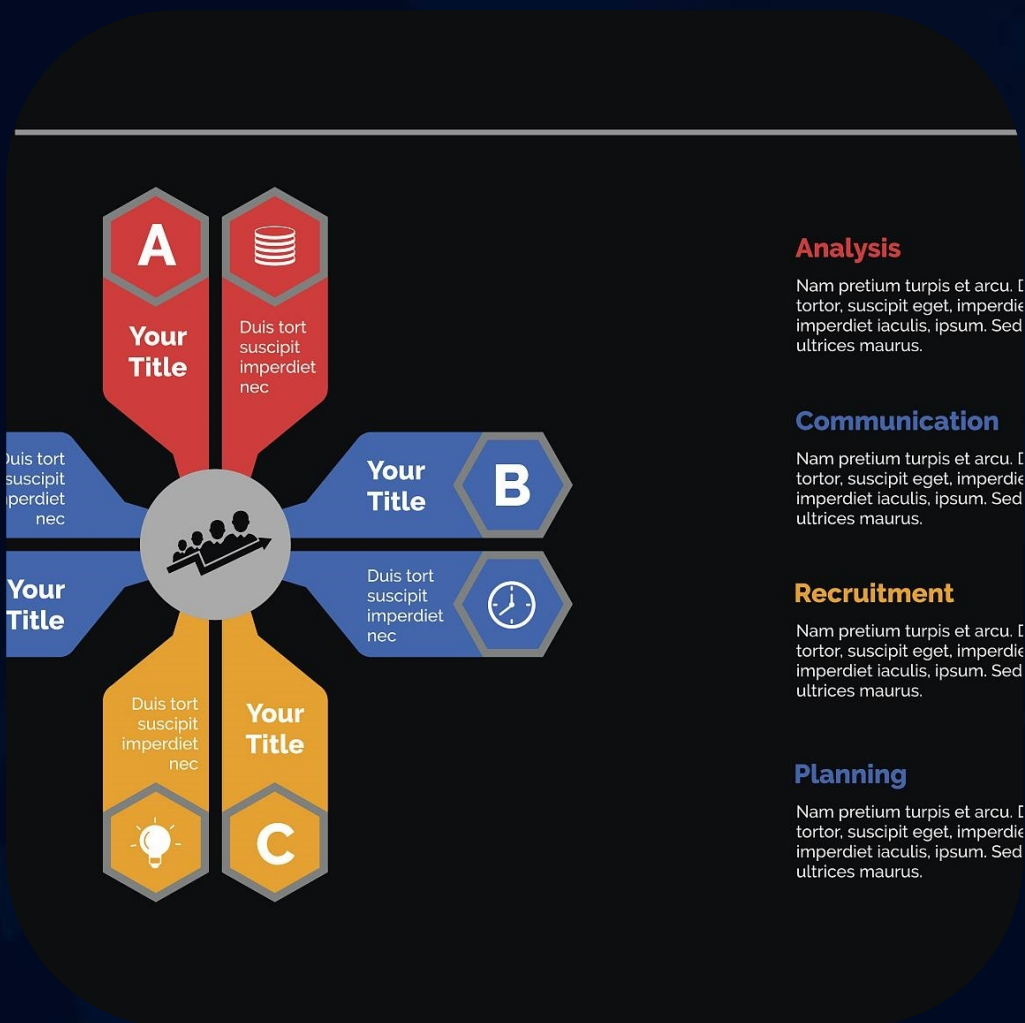 A
Your
Title
Duis tort
suscipit
imperdiet
nec
Your
Title
B
Duis tort
suscipit
imperdiet
nec
Duis tort
suscipit
imperdiet
nec
Your
Title
Duis tort
suscipit
imperdiet
nec
Your
Title
C
Analysis
Nam pretium turpis et arcu.
tortor, suscipit eget,
imperdiet iaculis, ipsum. Sed
ultrices maurus.
Communication
Nam pretium turpis et arcu.
tortor, suscipit eget,
imperdiet iaculis, ipsum. Sed
ultrices maurus.
Recruitment
Nam pretium turpis et arcu.
tortor, suscipit eget,
imperdiet iaculis, ipsum. Sed
ultrices maurus.
Planning
Nam pretium turpis et arcu.
tortor, suscipit eget,
imperdiet iaculis, ipsum. Sed
ultrices maurus.